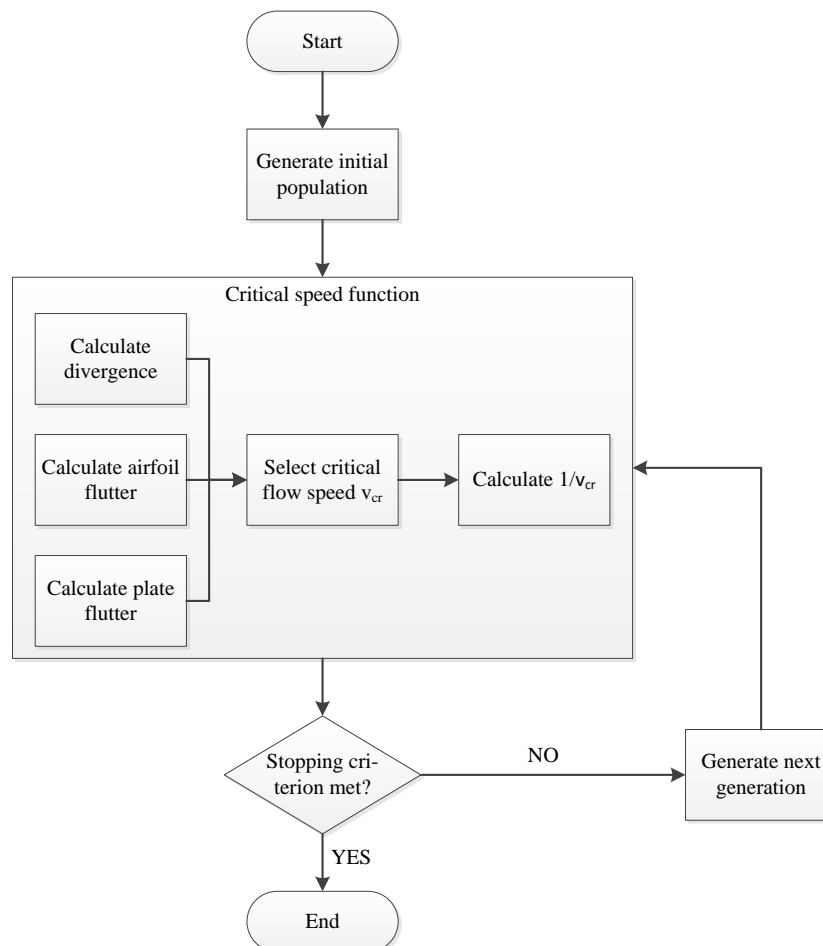 Start
Generate initial
population
Critical speed function
Calculate
divergence
Calculate airfoil
flutter
Select critical
flow speed vcr
Calculate 1/vcr
Calculate plate
flutter
Stopping cri-
terion met?
NO
Generate next
generation
YES
End